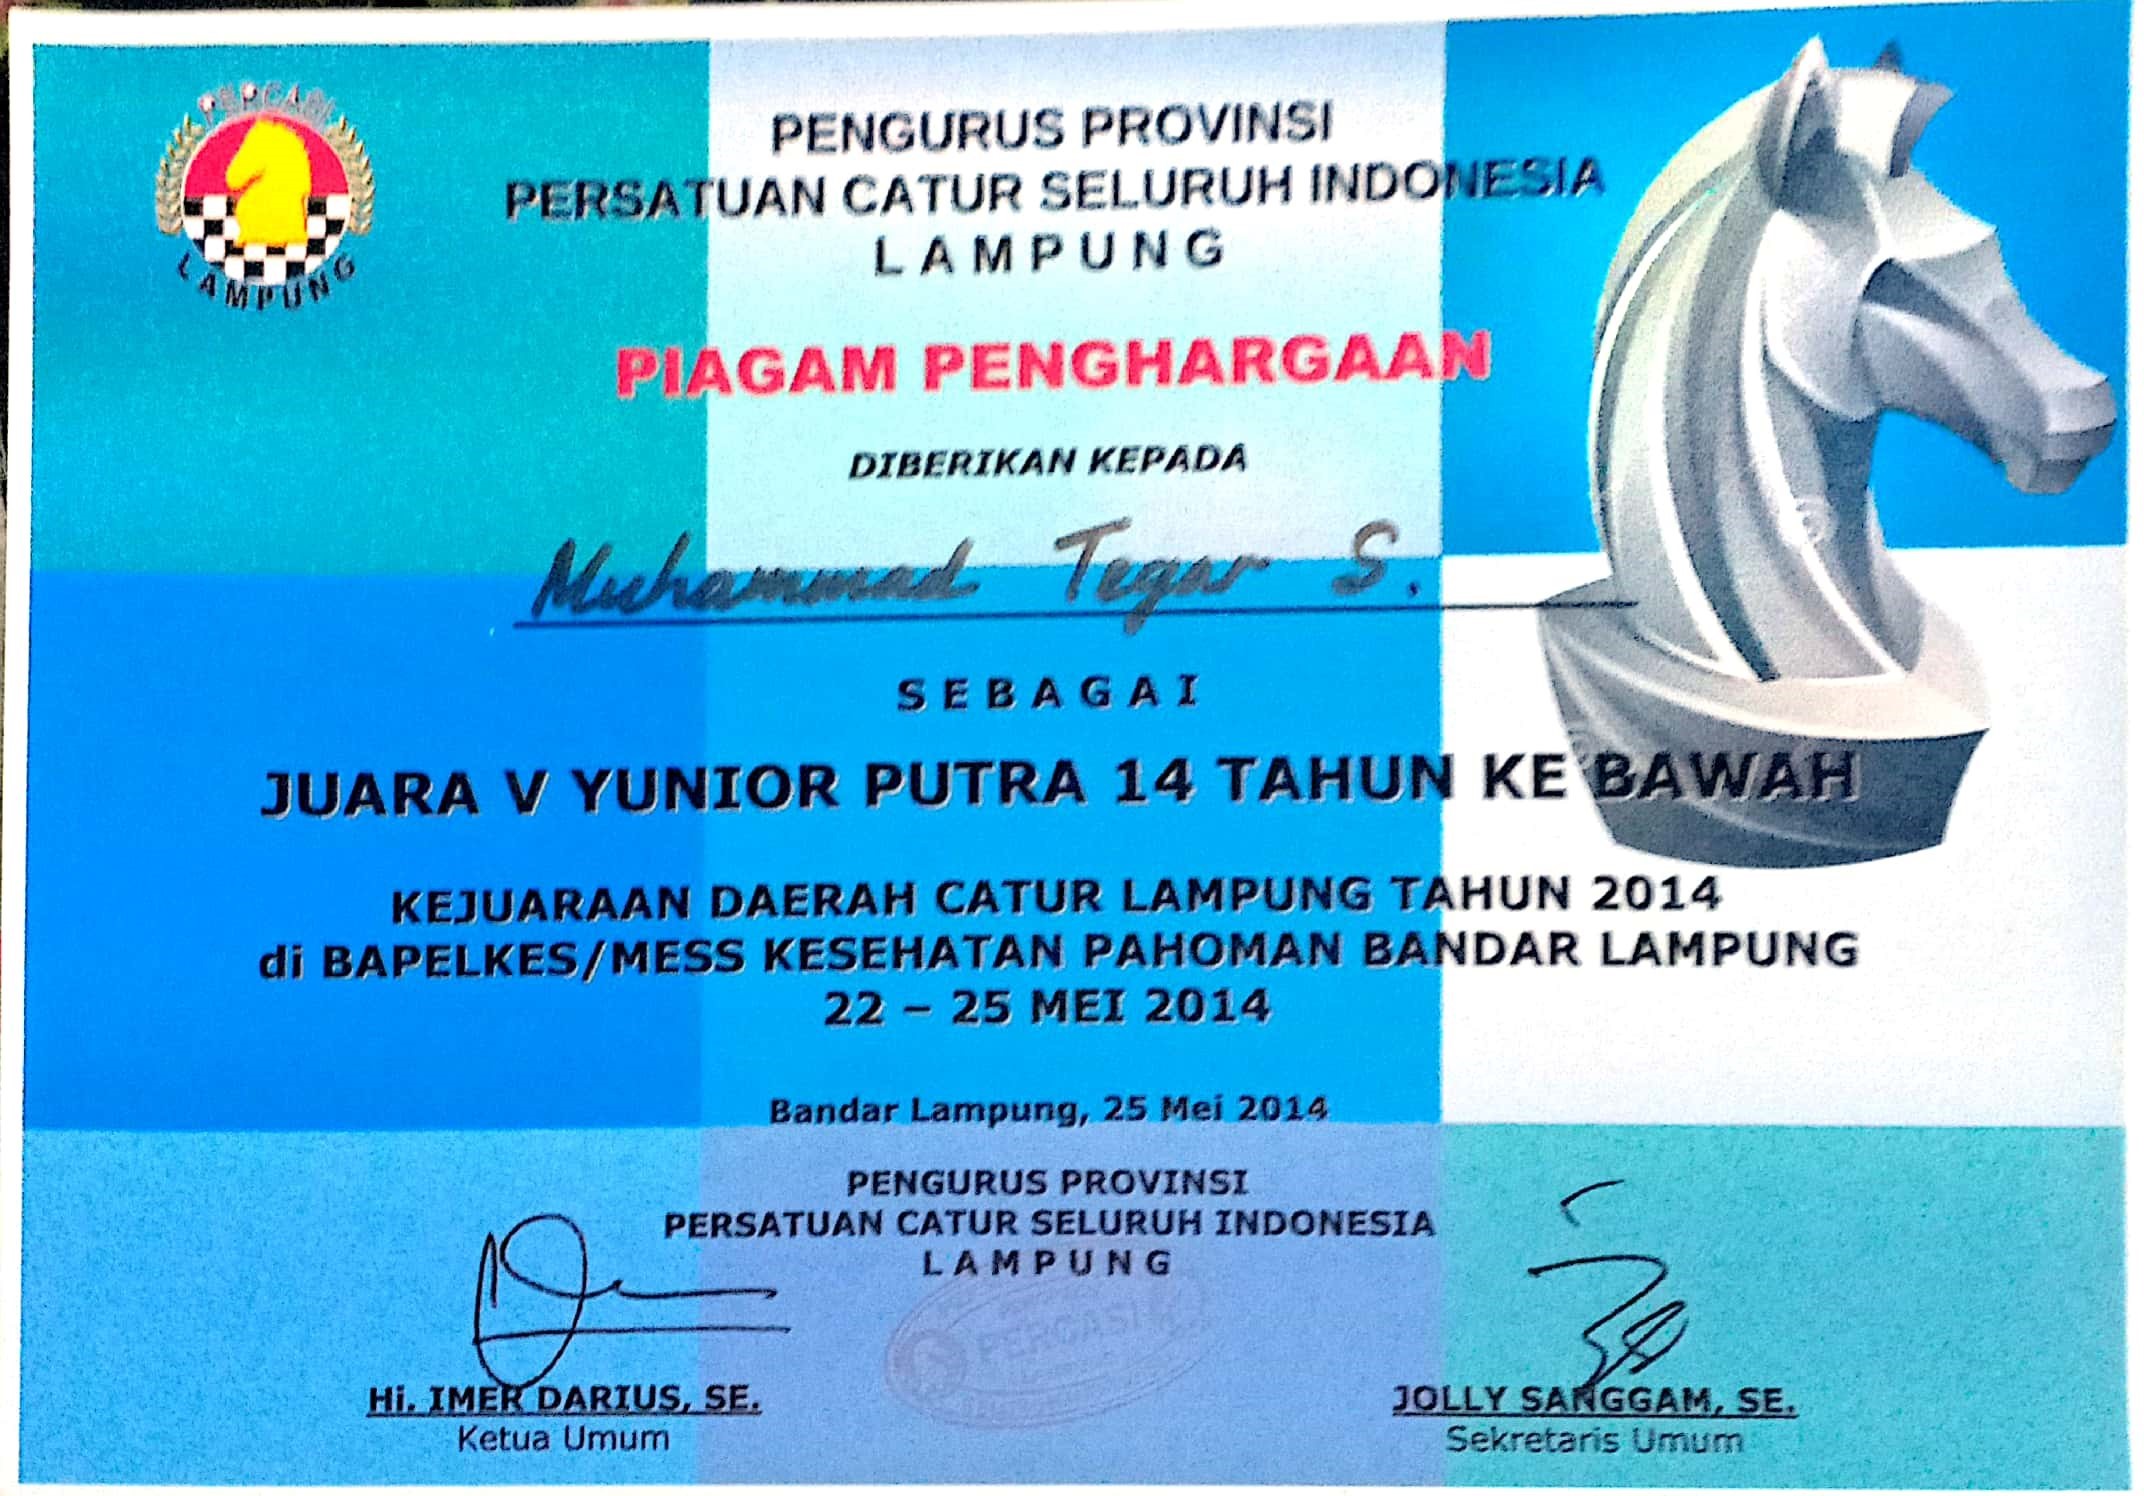 PERCASI
LAMPUNG
PENGURUS PROVINSI
PERSATUAN CATUR SELURUH INDONESIA
LAMPUNG
PIAGAM PENGHARGAAN
DIBERIKAN KEPADA
Muhammad Tegar S.
SEBAGAI
JUARA V YUNIOR PUTRA 14 TAHUN KE BAWAH
KEJUARAAN DAERAH CATUR LAMPUNG TAHUN 2014
di BAPELKES/MESS KESEHATAN PAHOMAN BANDAR LAMPUNG
22 – 25 MEI 2014
Bandar Lampung, 25 Mei 2014
PENGURUS PROVINSI
PERSATUAN CATUR SELURUH INDONESIA
LAMPUNG
PERCASI
Hi. IMER DARIUS, SE.
Ketua Umum
JOLLY SANGGAM, SE.
Sekretaris Umum